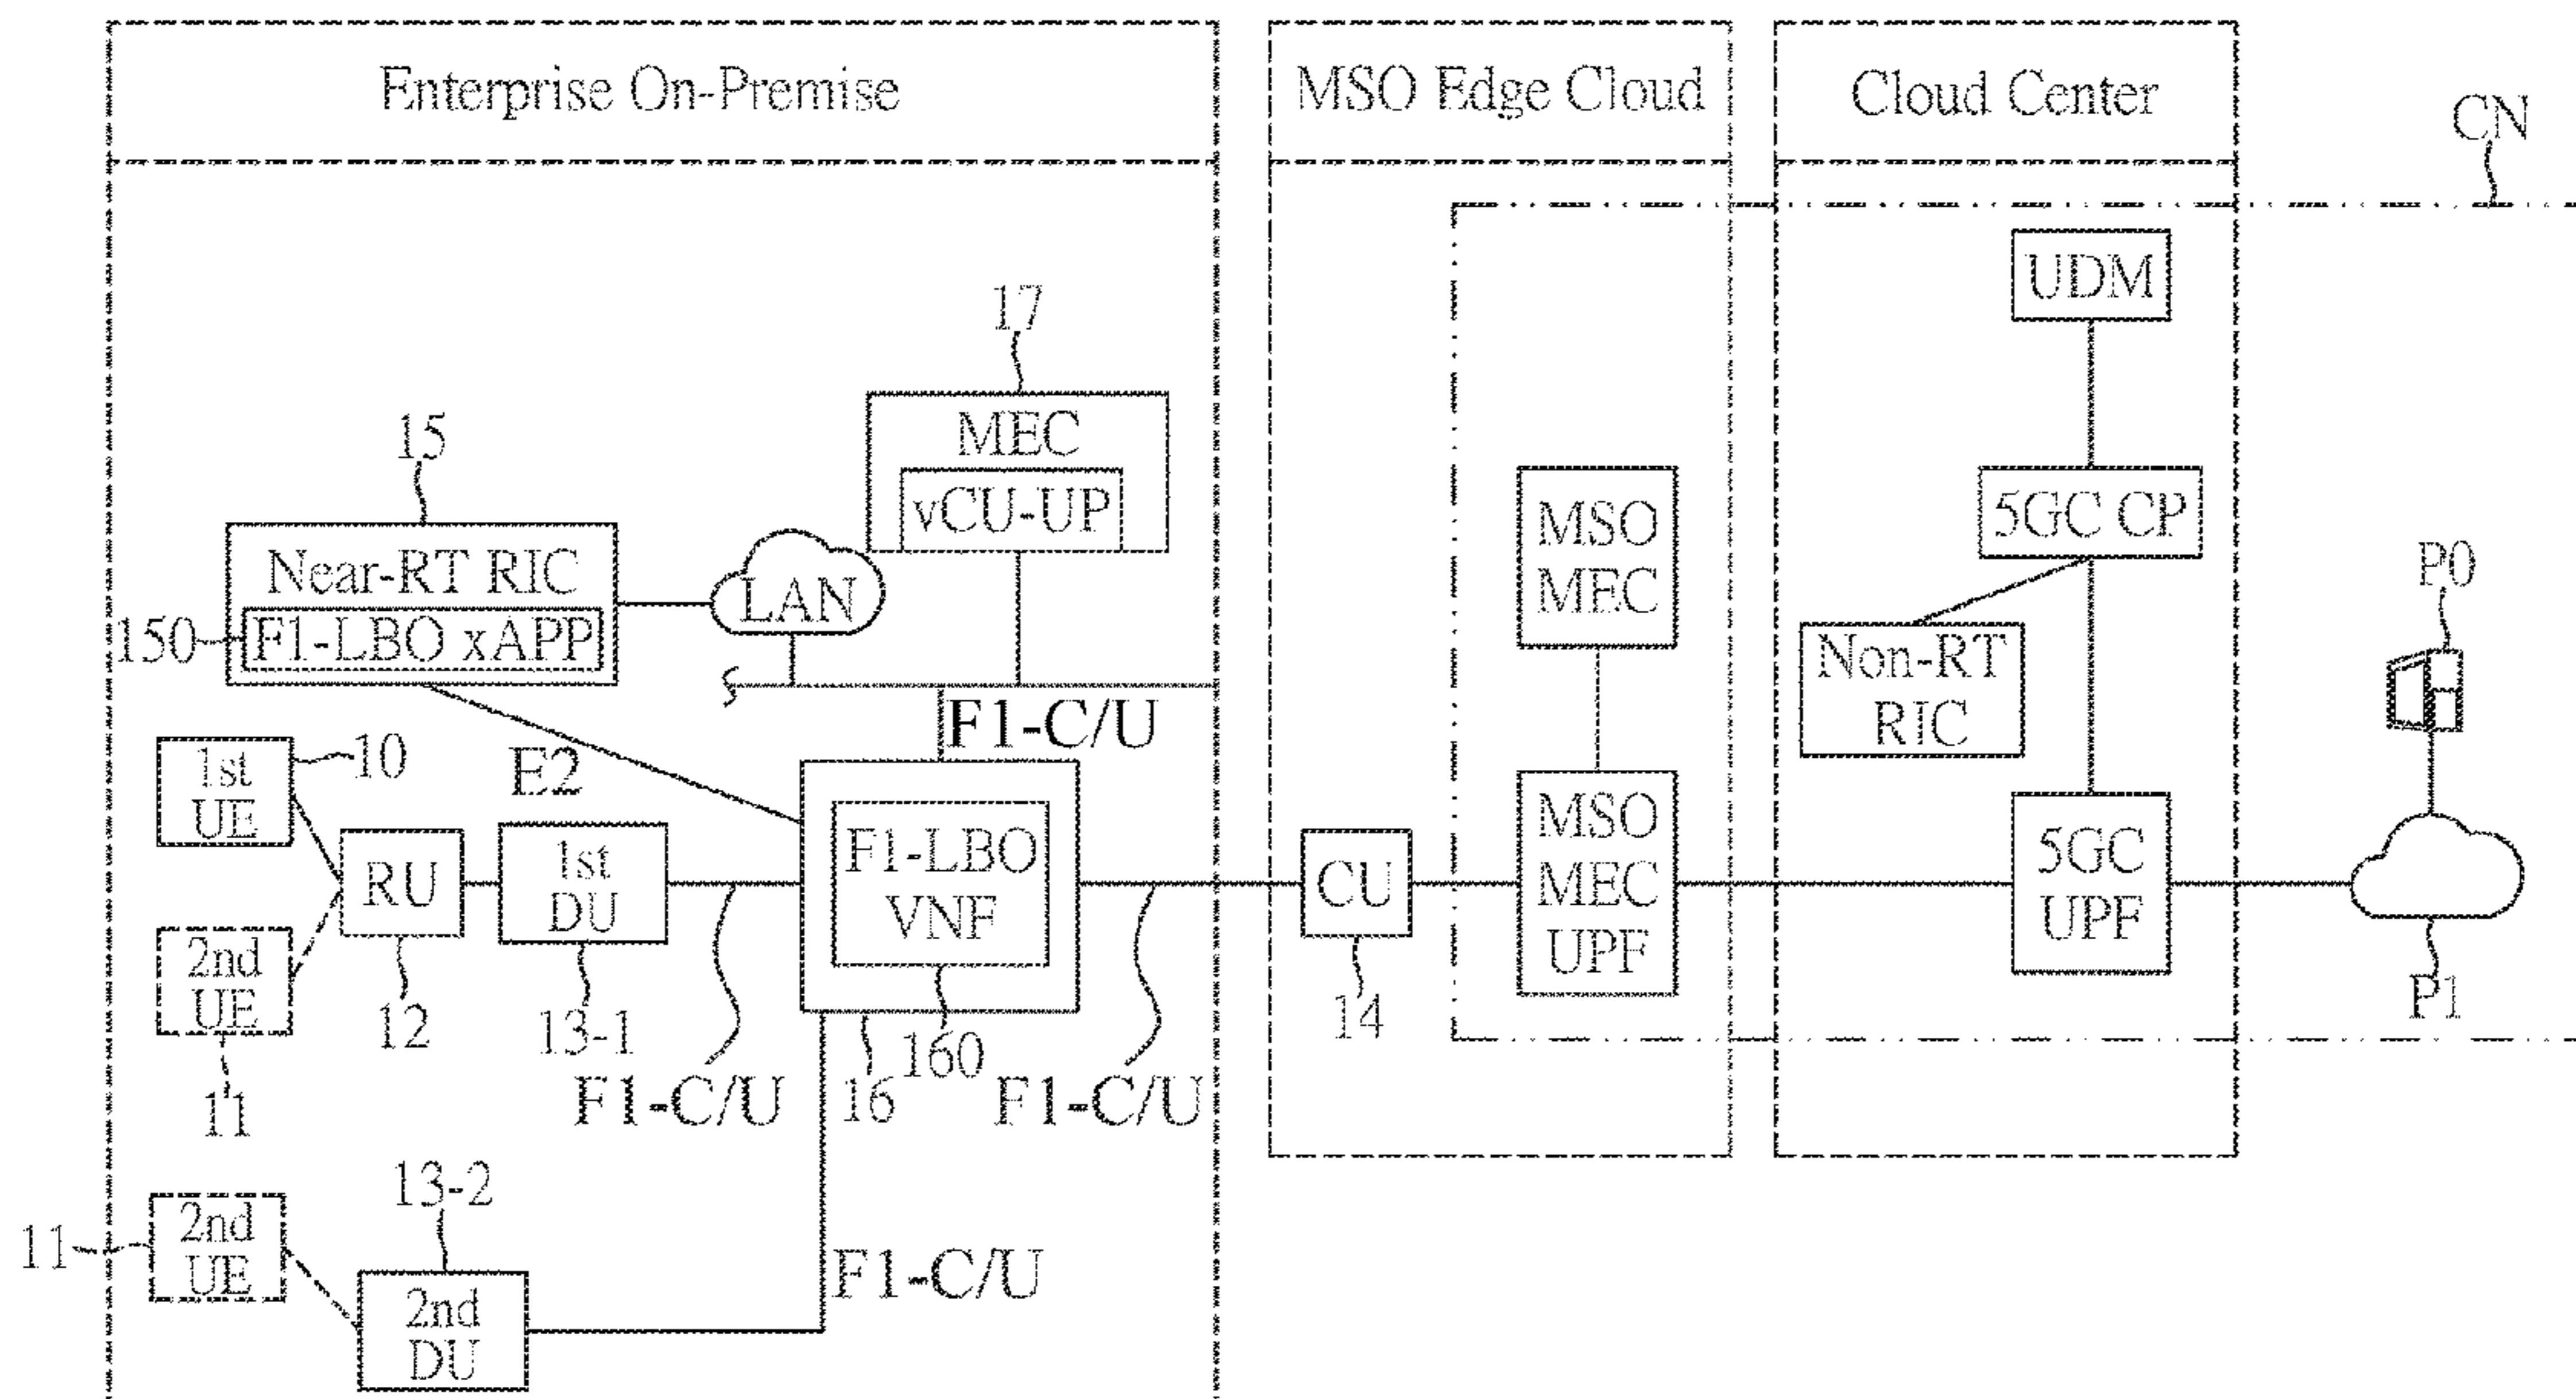 Enterprise On-Premise
MSO Edge Cloud
Cloud Center
CN
UDM
17
MEC
vCU-UP
15
Near-RT RIC
F1-LBO xAPP
150
LAN
MSO
MEC
5GC CP
Non-RT
RIC
P0
F1-C/U
E2
1st
UE
10
2nd
UE
11
RU
12
1st
DU
13-1
F1-C/U
F1-LBO
VNF
160
16
F1-C/U
CU
14
MSO
MEC
UPF
5GC
UPF
P1
2nd
UE
11
13-2
2nd
DU
F1-C/U